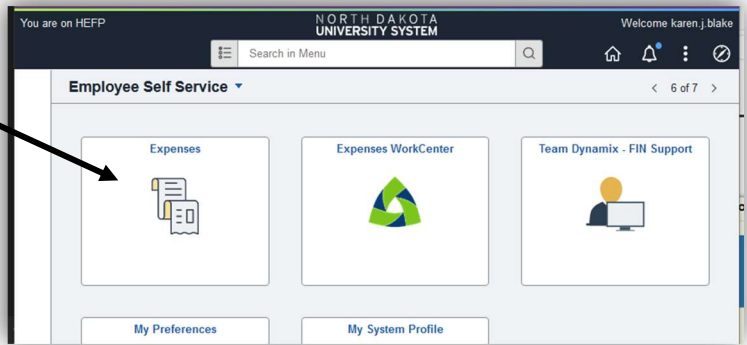 You are on HEFP
NORTH DAKOTA
UNIVERSITY SYSTEM
Welcome karen.j.blake
Search in Menu
Employee Self Service
6 of 7
Expenses
Expenses WorkCenter
Team Dynamix - FIN Support
My Preferences
My System Profile